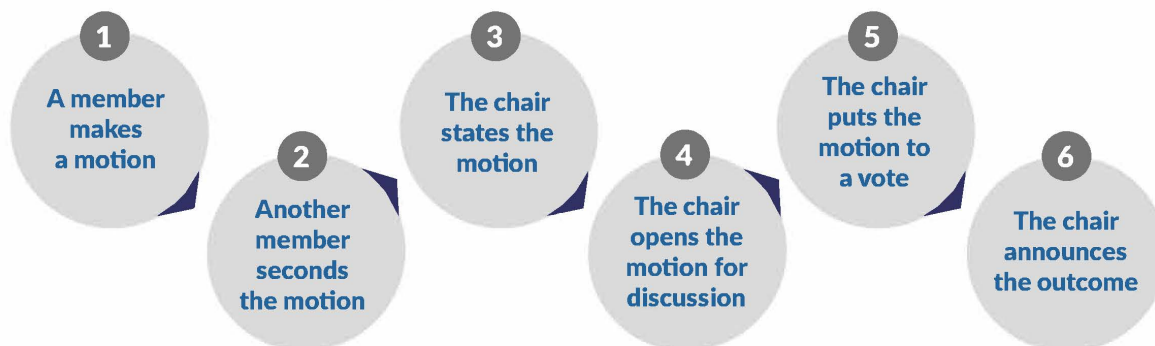 1
A member
makes
a motion
2
Another
member
seconds
the motion
3
The chair
states the
motion
4
The chair
opens the
motion for
discussion
5
The chair
puts the
motion to
a vote
6
The chair
announces
the outcome